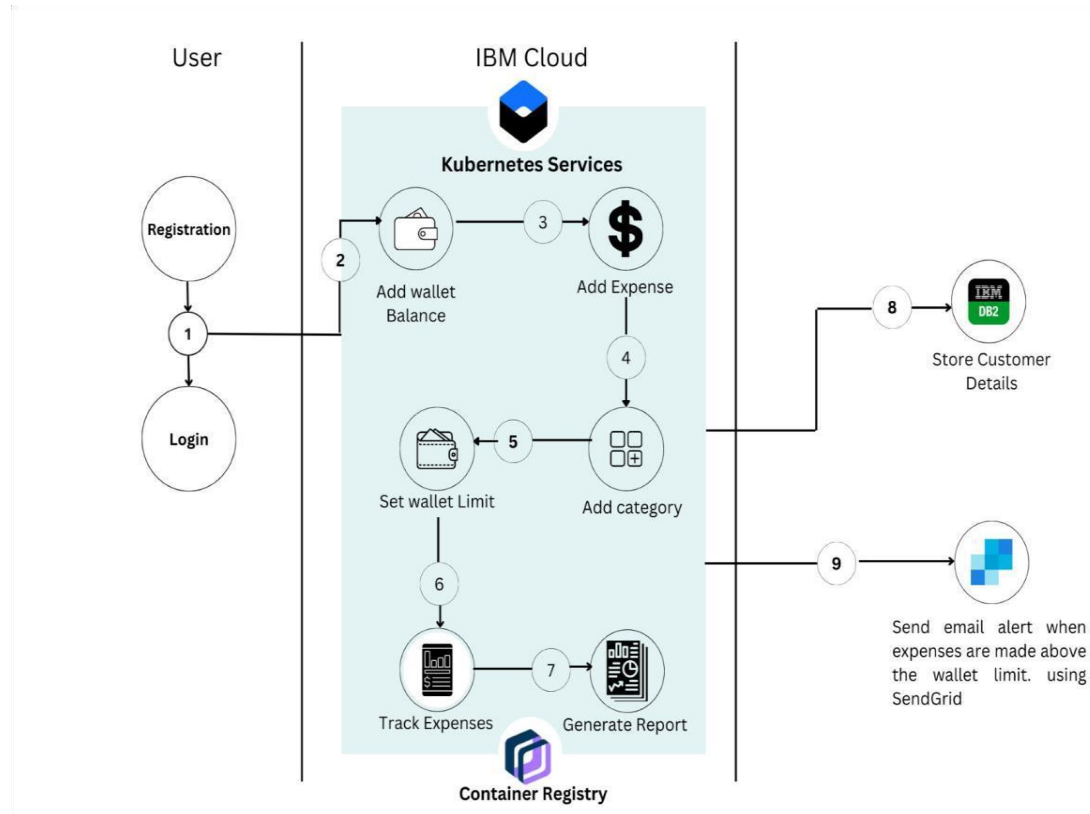 User
IBM Cloud
Kubernetes Services
Registration
1
Login
2
Add wallet
Balance
3
Add Expense
4
5
Set wallet Limit
Add category
6
7
Track Expenses
Generate Report
Container Registry
8
IBM
DB2
Store Customer
Details
9
Send email alert when
expenses are made above
the wallet limit. using
SendGrid